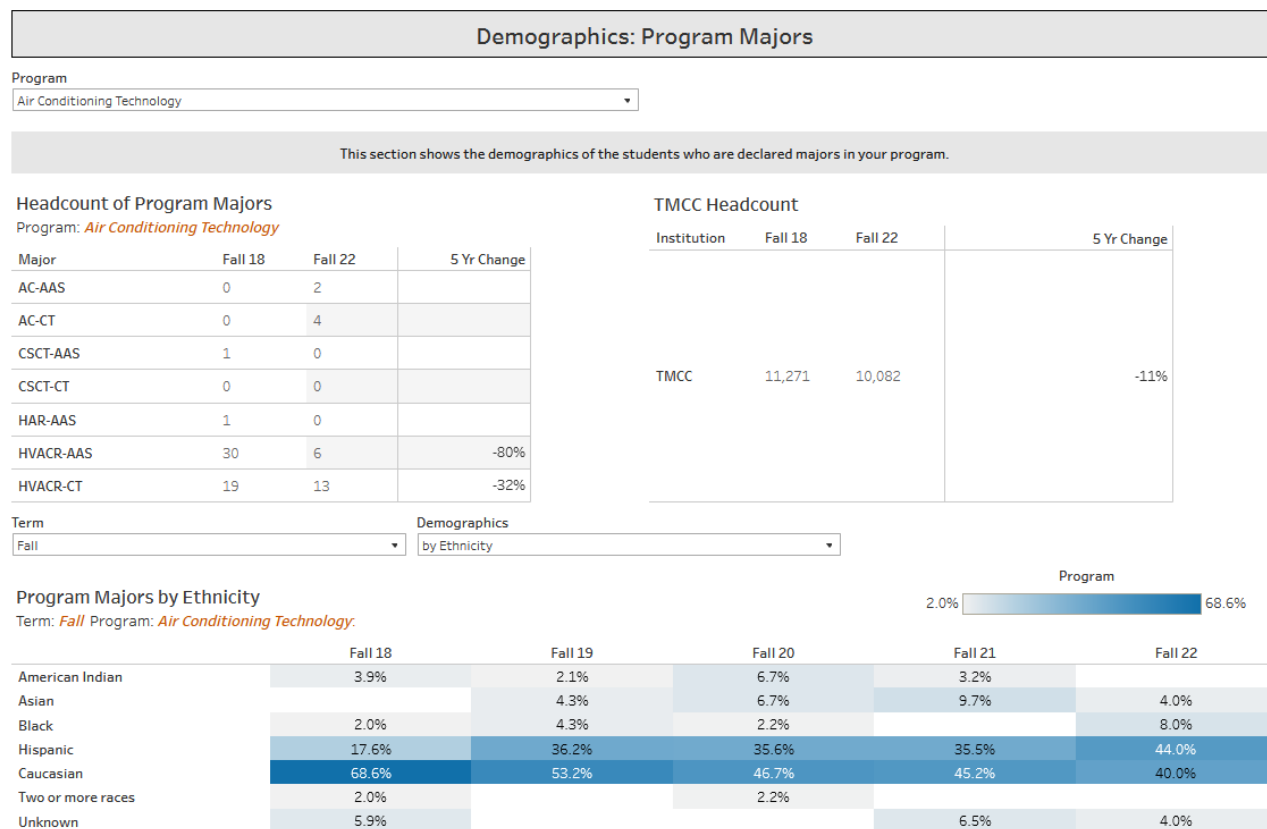 Demographics: Program Majors
Program
Air Conditioning Technology
This section shows the demographics of the students who are declared majors in your program.
Headcount of Program Majors
Program: Air Conditioning Technology
Major Fall 18 Fall 22 5 Yr Change
AC-AAS 0 2
AC-CT 0 4
CSCT-AAS 1 0
CSCT-CT 0 0
HAR-AAS 1 0
HVACR-AAS 30 6 -80%
HVACR-CT 19 13 -32%
TMCC Headcount
Institution Fall 18 Fall 22 5 Yr Change
TMCC 11,271 10,082 -11%
Term
Fall
Demographics
by Ethnicity
Program Majors by Ethnicity
Term: Fall Program: Air Conditioning Technology.
Program
2.0% 68.6%
Fall 18 Fall 19 Fall 20 Fall 21 Fall 22
American Indian 3.9% 2.1% 6.7% 3.2%
Asian 4.3% 6.7% 9.7% 4.0%
Black 2.0% 4.3% 2.2% 8.0%
Hispanic 17.6% 36.2% 35.6% 35.5% 44.0%
Caucasian 68.6% 53.2% 46.7% 45.2% 40.0%
Two or more races 2.0% 2.2%
Unknown 5.9% 6.5% 4.0%